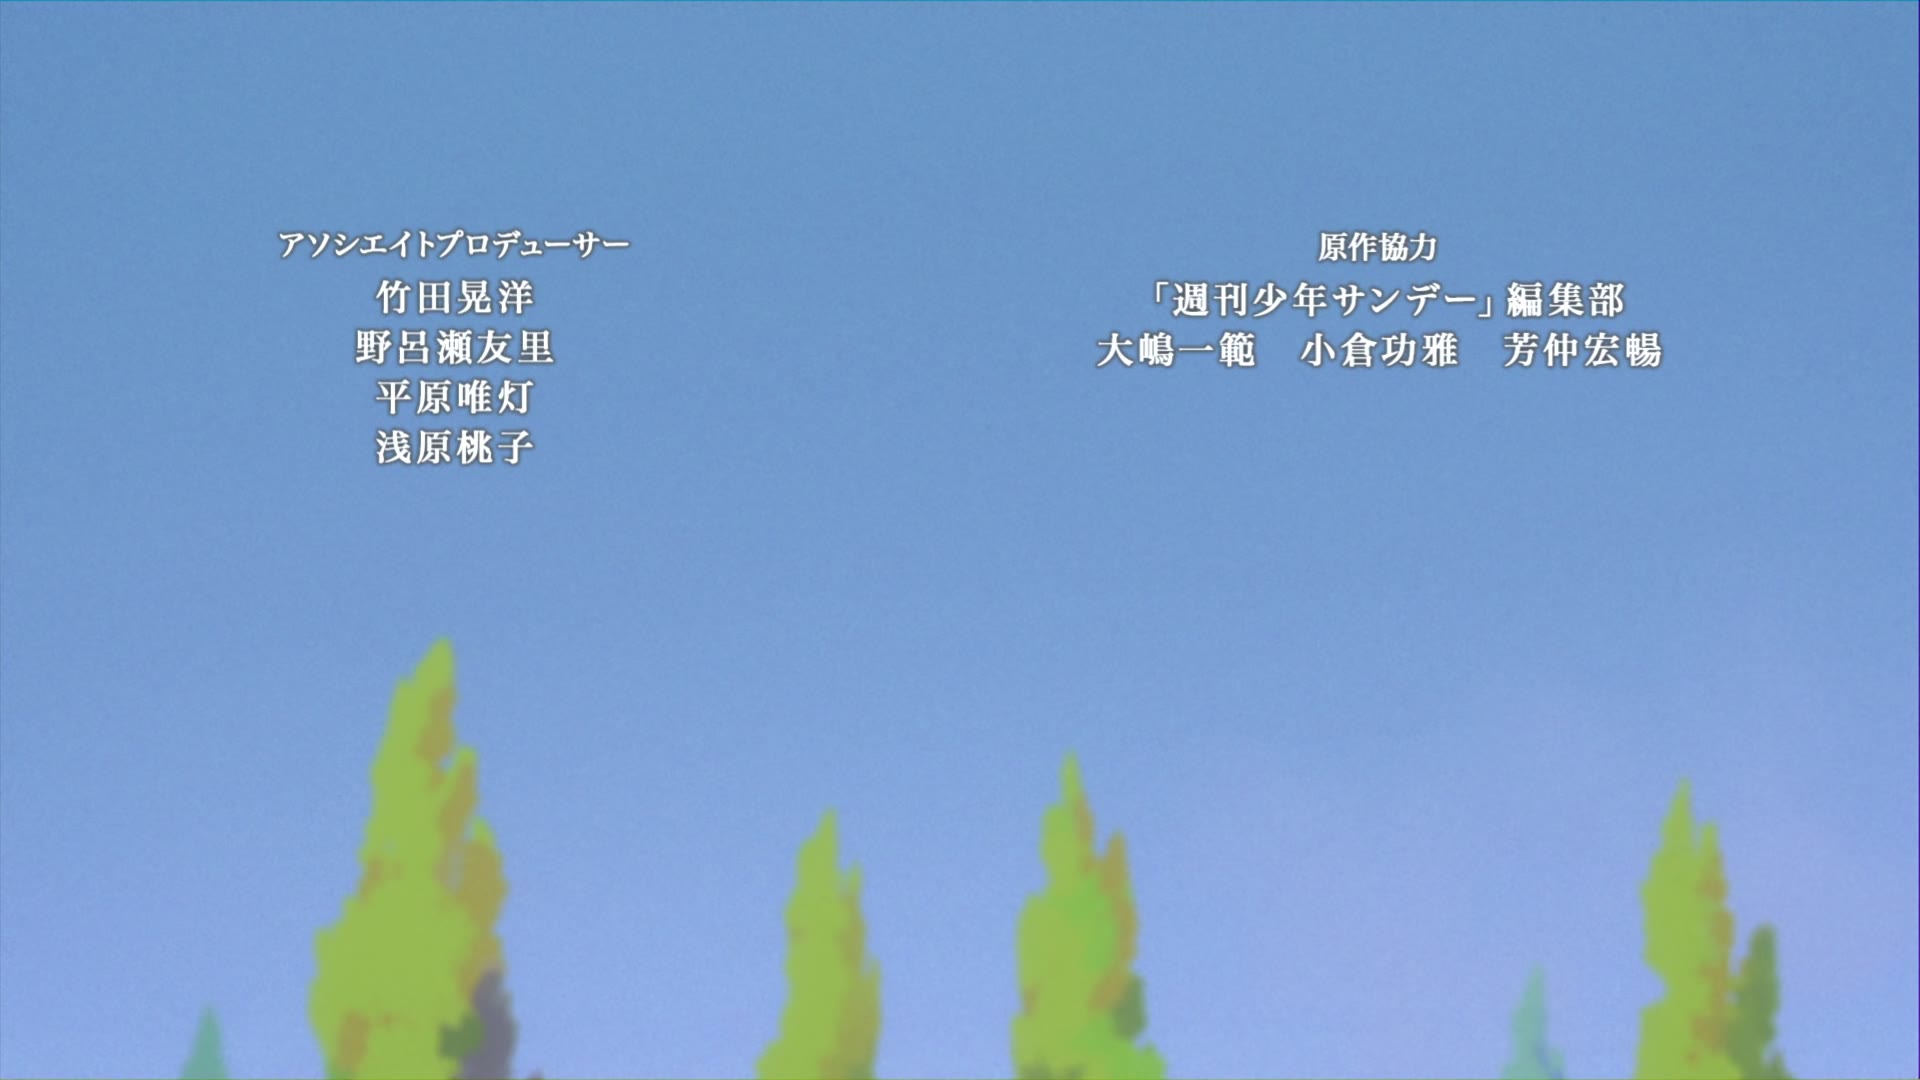 アソシエイトプロデューサー
竹田晃洋
野呂瀬友里
平原唯灯
浅原桃子
原作協力
「週刊少年サンデー」編集部
大嶋一範　小倉功雅　芳仲宏暢